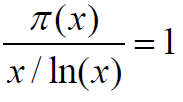 π(x)
x / ln(x) = 1